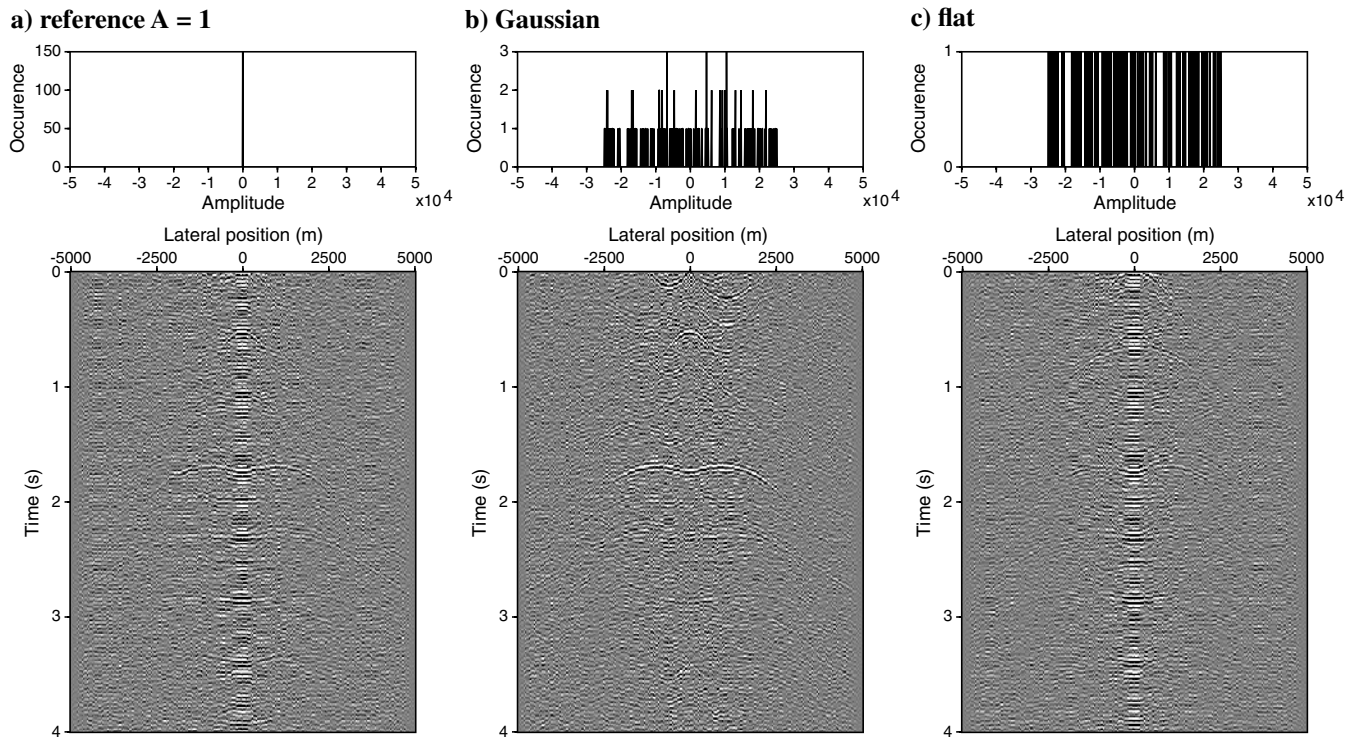 a) reference A = 1
150
100
50
0
Occurence
-5 -4 -3 -2 -1 0 1 2 3 4 5
Amplitude
x10^4
Lateral position (m)
-5000 -2500 0 2500 5000
0
1
2
3
4
Time (s)
b) Gaussian
3
2
1
0
Occurence
-5 -4 -3 -2 -1 0 1 2 3 4 5
Amplitude
x10^4
Lateral position (m)
-5000 -2500 0 2500 5000
0
1
2
3
4
Time (s)
c) flat
1
0
Occurence
-5 -4 -3 -2 -1 0 1 2 3 4 5
Amplitude
x10^4
Lateral position (m)
-5000 -2500 0 2500 5000
0
1
2
3
4
Time (s)